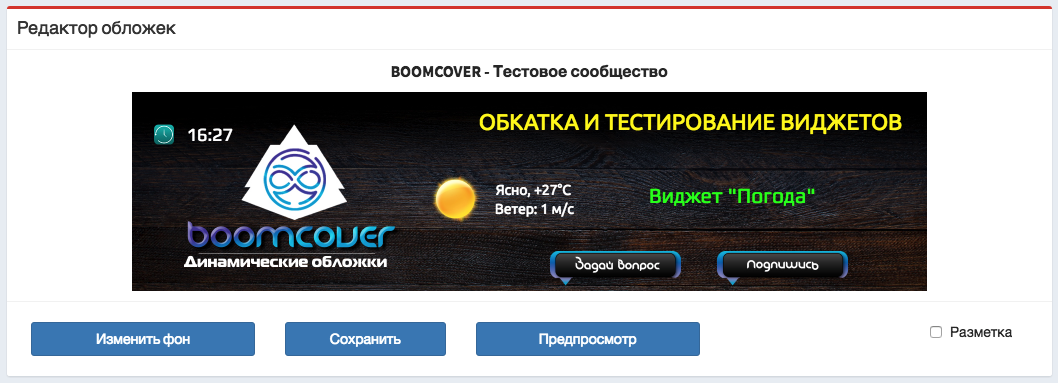 Редактор обложек
BOOMCOVER - Тестовое сообщество
16:27
ОБКАТКА И ТЕСТИРОВАНИЕ ВИДЖЕТОВ
Ясно, +27°C
Ветер: 1 м/с
Виджет "Погода"
boomcover
Динамические обложки
Задай вопрос
Подпишись
Изменить фон
Сохранить
Предпросмотр
Разметка